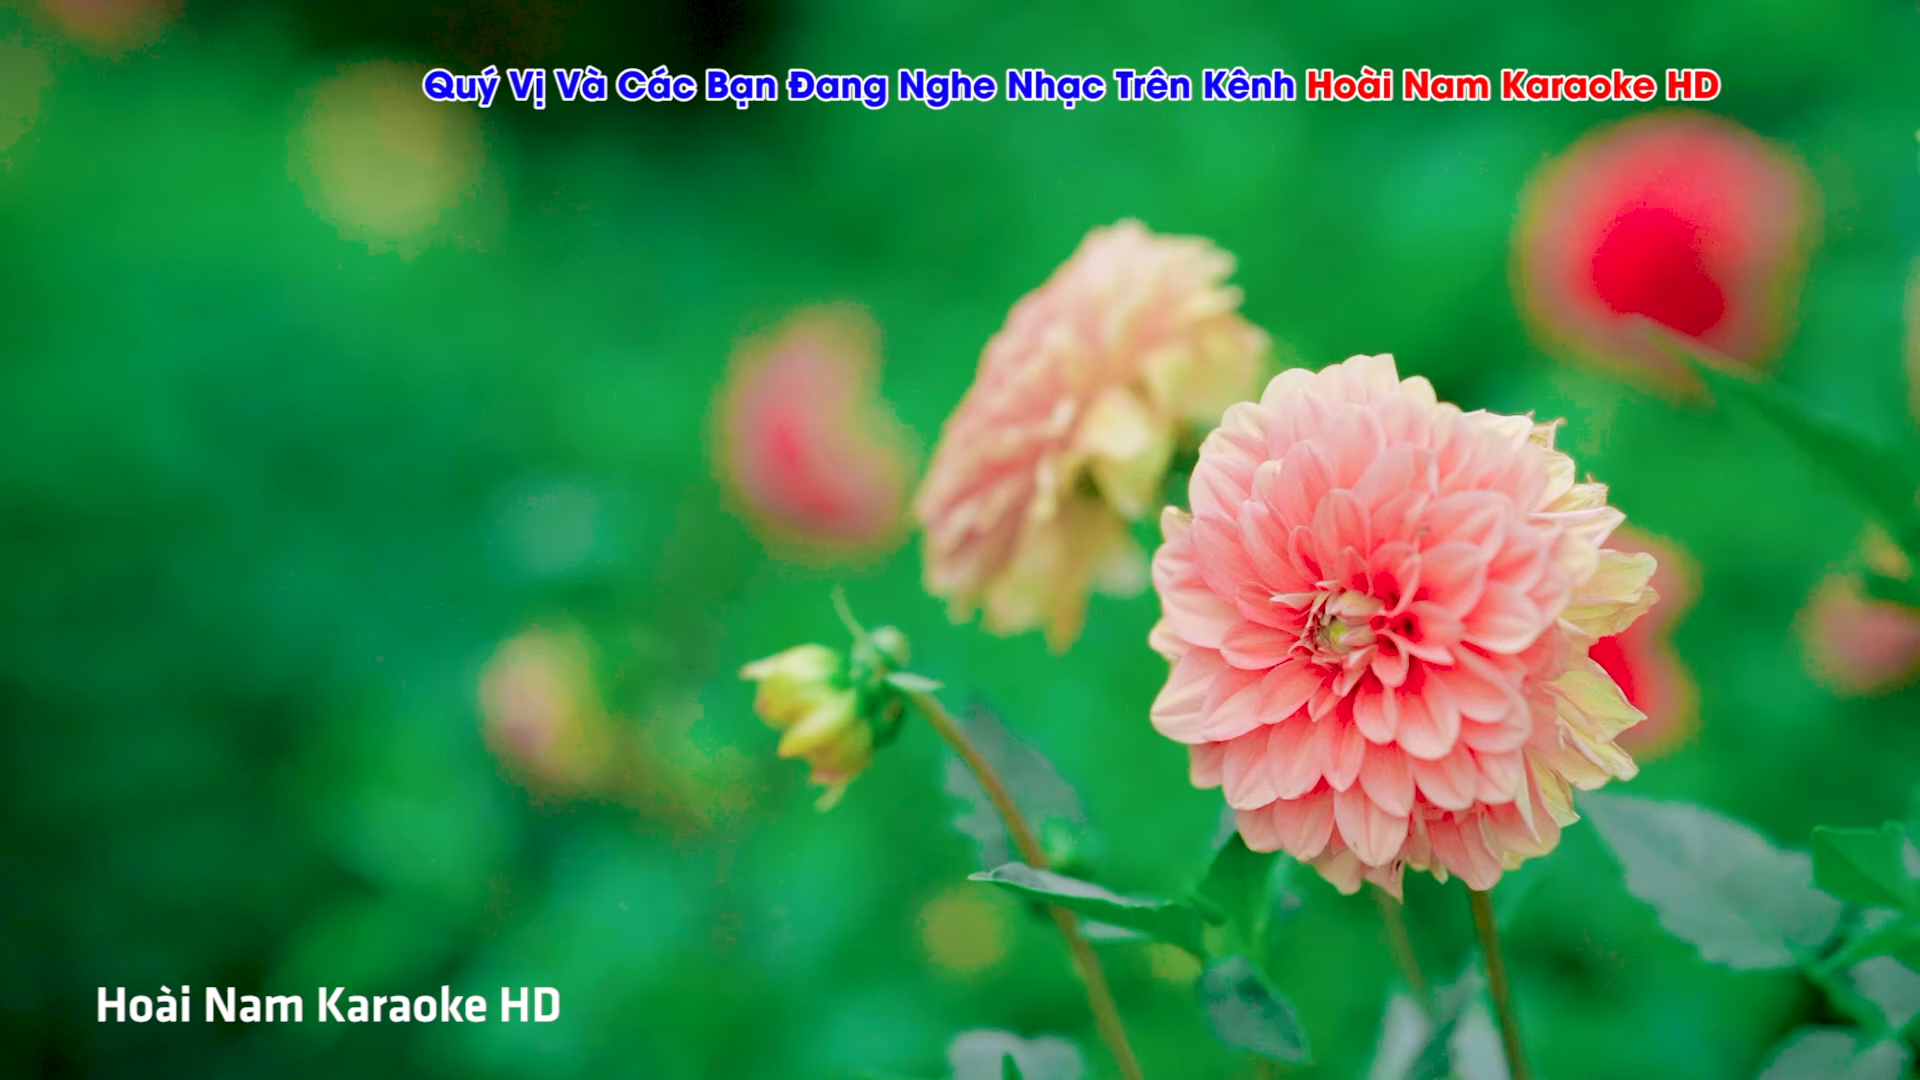 Quý Vị Và Các Bạn Đang Nghe Nhạc Trên Kênh Hoài Nam Karaoke HD
Hoài Nam Karaoke HD